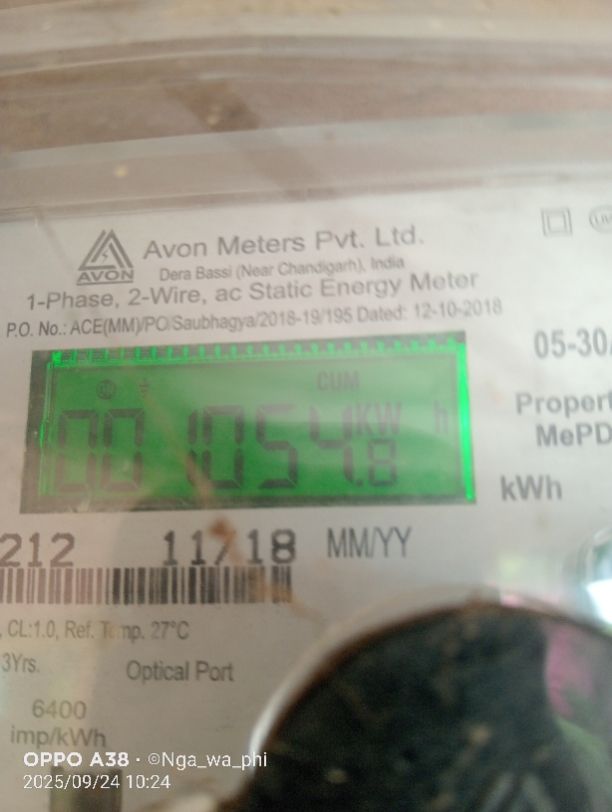 Avon Meters Pvt. Ltd.
AVON
Dera Bassi (Near Chandigarh), India
1-Phase, 2-Wire, ac Static Energy Meter
P.O. No.: ACE(MM)/PO/Saubhagya/2018-19/195 Dated: 12-10-2018
05-30
CUM
001054.8 KW h
Propert
MePD
kWh
212 11/18 MM/YY
CL:1.0, Ref. Temp. 27°C
3Yrs. Optical Port
6400
imp/kWh
OPPO A38 · ©Nga_wa_phi
2025/09/24 10:24